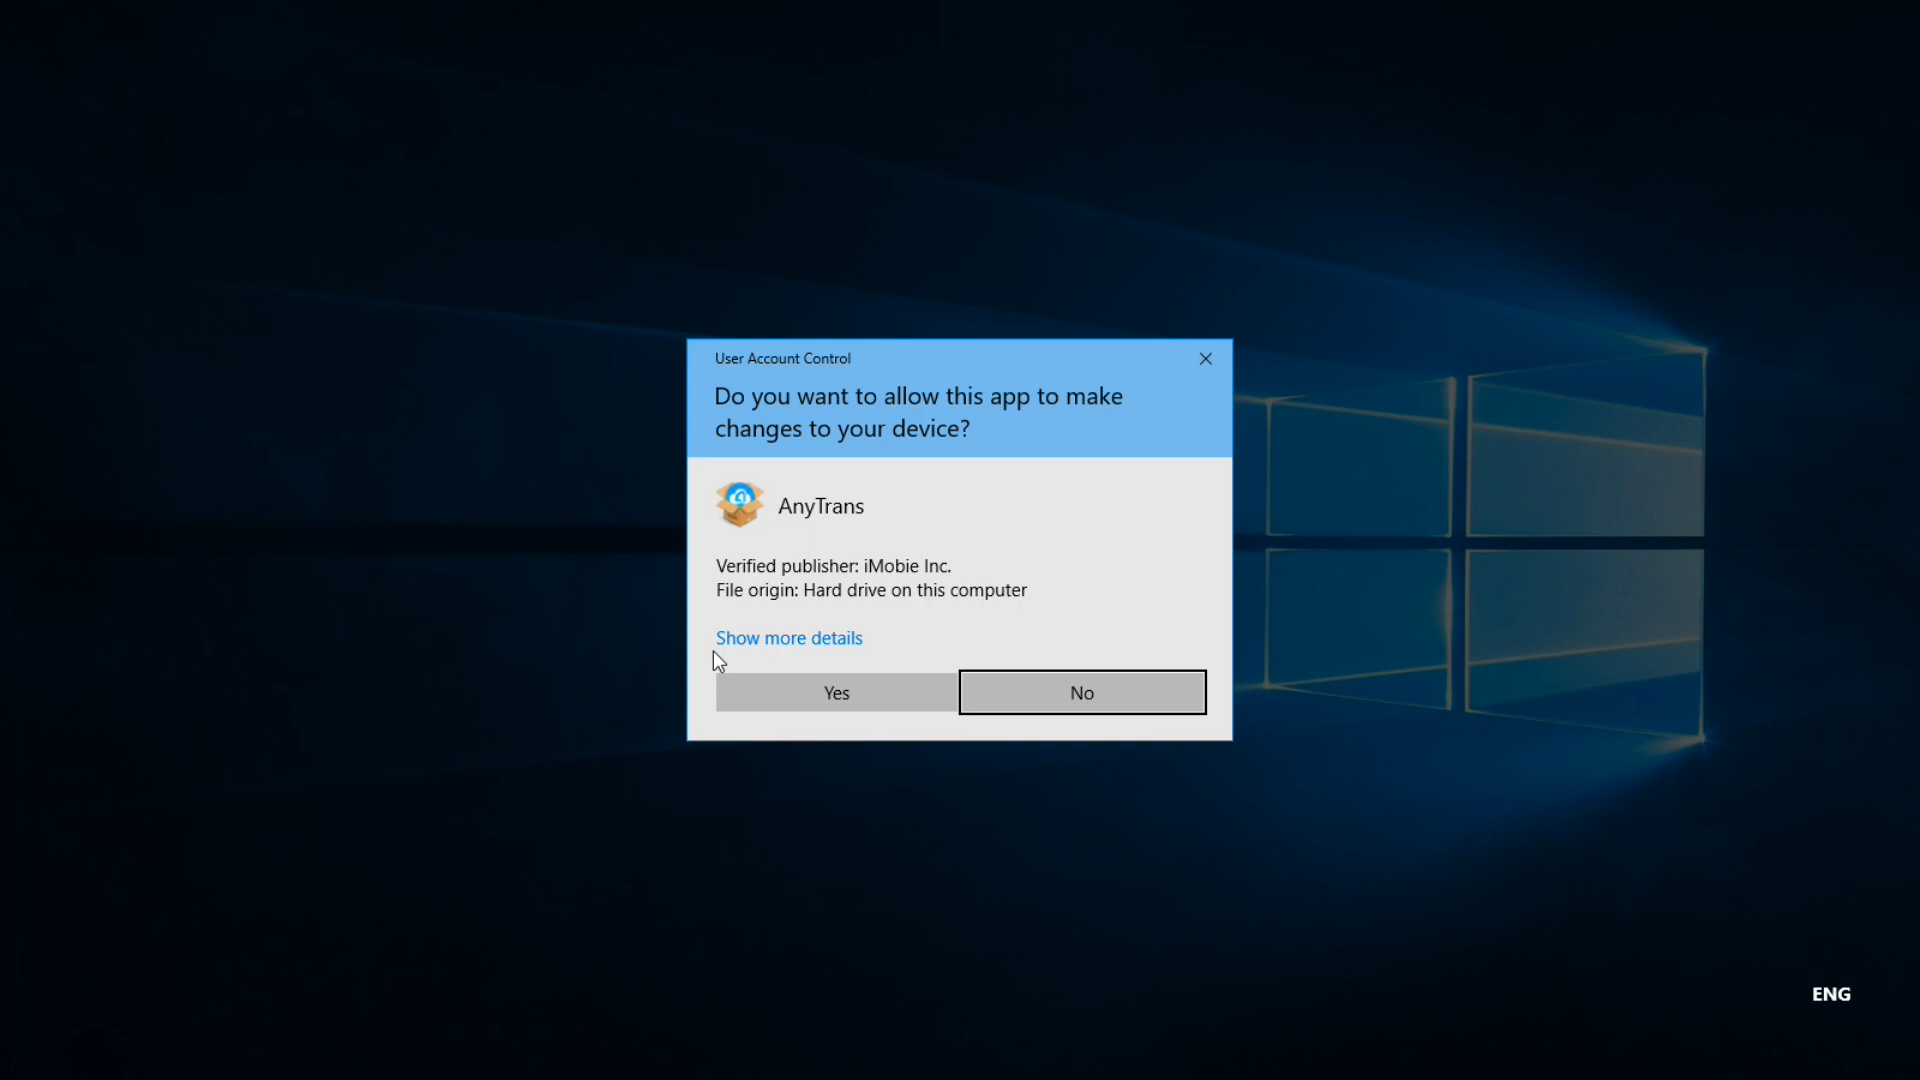 User Account Control
Do you want to allow this app to make
changes to your device?
AnyTrans
Verified publisher: iMobie Inc.
File origin: Hard drive on this computer
Show more details
Yes
No
ENG